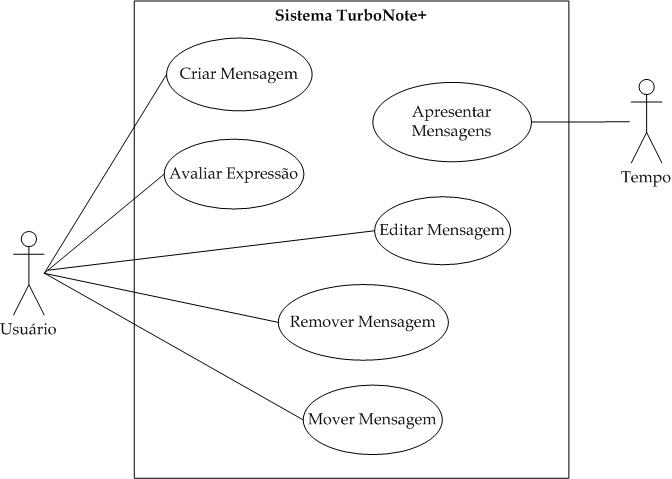 Sistema TurboNote+
Criar Mensagem
Apresentar
Mensagens
Tempo
Avaliar Expressão
Editar Mensagem
Usuário
Remover Mensagem
Mover Mensagem